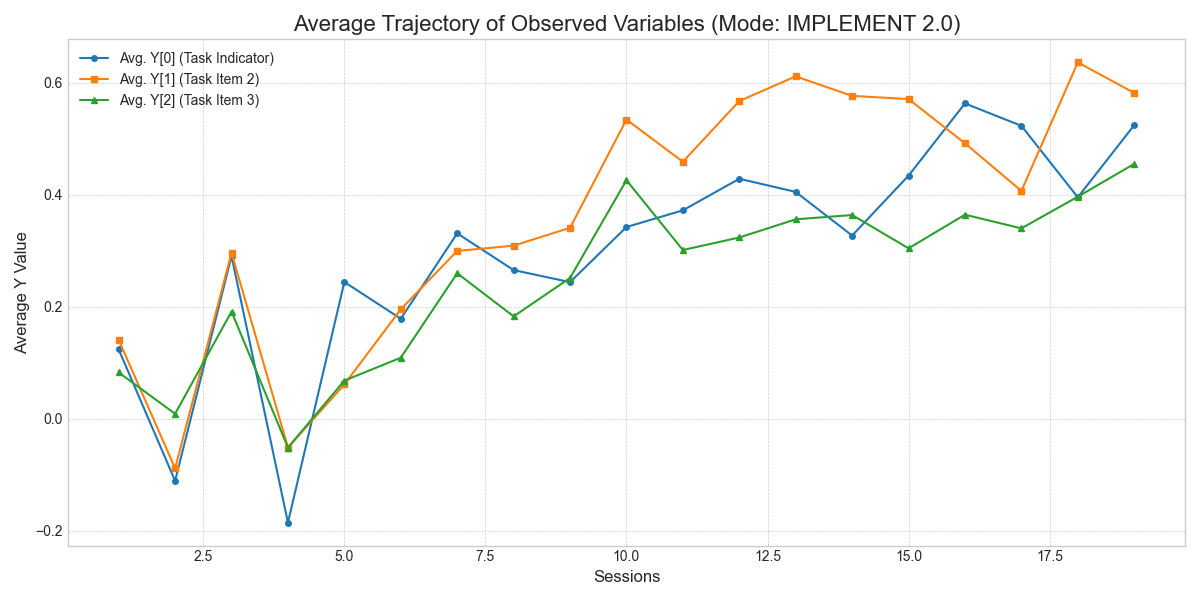 Average Trajectory of Observed Variables (Mode: IMPLEMENT 2.0)
Avg. Y[0] (Task Indicator)
Avg. Y[1] (Task Item 2)
Avg. Y[2] (Task Item 3)
Average Y Value
0.6
0.4
0.2
0.0
−0.2
2.5 5.0 7.5 10.0 12.5 15.0 17.5
Sessions